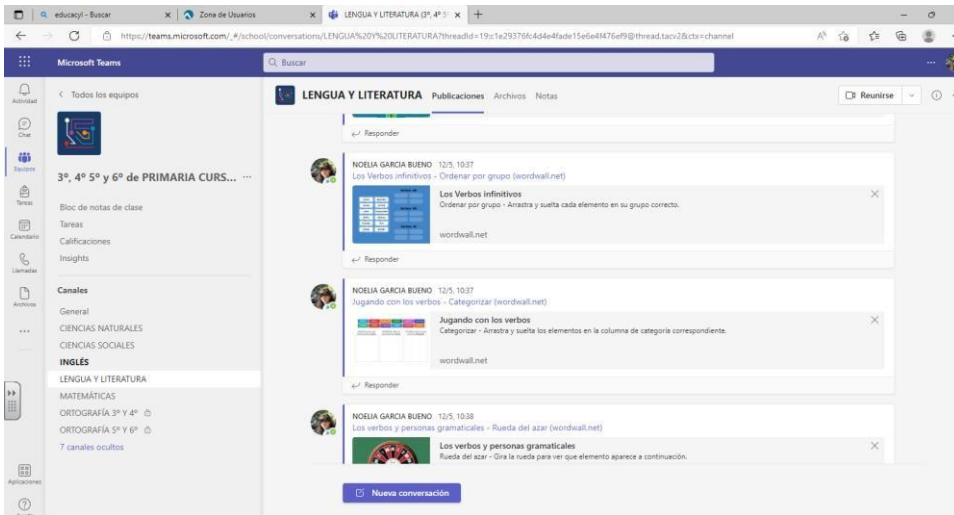 educacyl - Buscar
Zona de Usuarios
LENGUA Y LITERATURA (3º, 4º 5º
https://teams.microsoft.com/_#/school/conversations/LENGUA%20Y%20LITERATURA?threadId=19:c1e29376fc4d4e4fade15e6e4f476ef9@thread.tacv2&ctx=channel
Microsoft Teams
Buscar
Actividad
Chat
Equipos
Tareas
Calendario
Llamadas
Archivos
Aplicaciones
Todos los equipos
3º, 4º 5º y 6º de PRIMARIA CURS...
Bloc de notas de clase
Tareas
Calificaciones
Insights
Canales
General
CIENCIAS NATURALES
CIENCIAS SOCIALES
INGLÉS
LENGUA Y LITERATURA
MATEMÁTICAS
ORTOGRAFÍA 3º Y 4º
ORTOGRAFÍA 5º Y 6º
7 canales ocultos
LENGUA Y LITERATURA Publicaciones Archivos Notas
Reunirse
Responder
NOELIA GARCIA BUENO 12/5, 10:37
Los Verbos infinitivos - Ordenar por grupo (wordwall.net)
Los Verbos infinitivos
Ordenar por grupo - Arrastra y suelta cada elemento en su grupo correcto.
wordwall.net
Responder
NOELIA GARCIA BUENO 12/5, 10:37
Jugando con los verbos - Categorizar (wordwall.net)
Jugando con los verbos
Categorizar - Arrastra y suelta los elementos en la columna de categoría correspondiente.
wordwall.net
Responder
NOELIA GARCIA BUENO 12/5, 10:38
Los verbos y personas gramaticales - Rueda del azar (wordwall.net)
Los verbos y personas gramaticales
Rueda del azar - Gira la rueda para ver que elemento aparece a continuación.
Nueva conversación